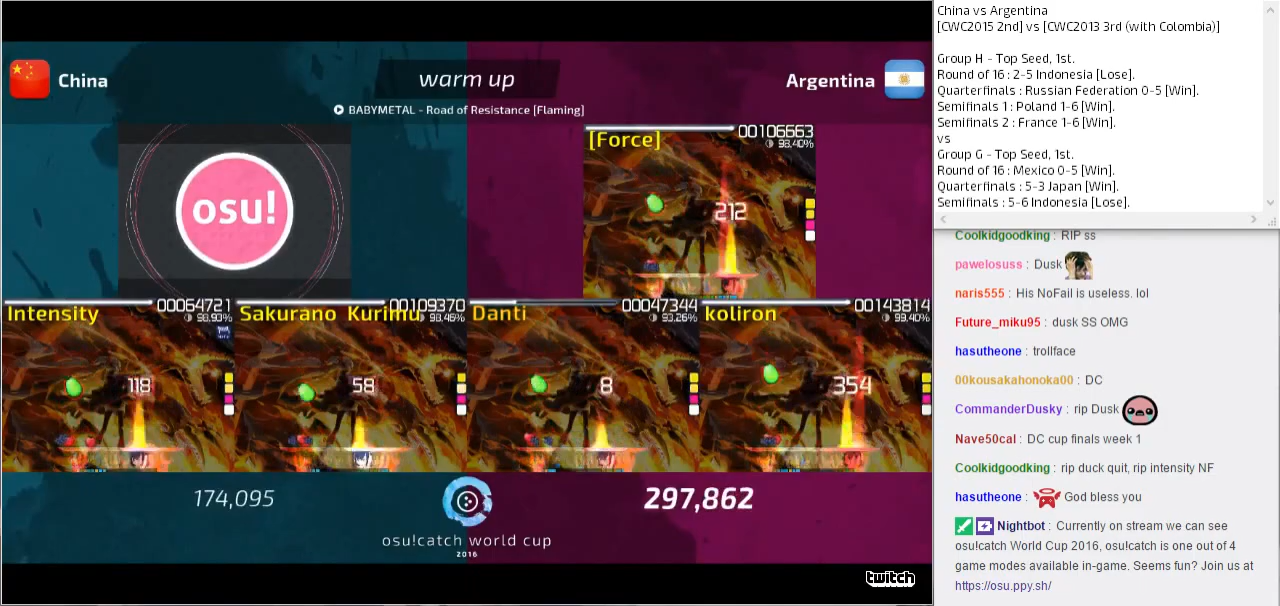 China
warm up
Argentina
BABYMETAL - Road of Resistance [Flaming]
osu!
[Force]
00106663
98.40%
212
Intensity
00064721
98.93%
118
Sakurano Kurimu
00109370
98.46%
58
Danti
00047344
93.26%
8
koliron
00143814
99.40%
354
174,095
297,862
osu!catch world cup
2016
twitch
China vs Argentina
[CWC2015 2nd] vs [CWC2013 3rd (with Colombia)]
Group H - Top Seed, 1st.
Round of 16 : 2-5 Indonesia [Lose].
Quarterfinals : Russian Federation 0-5 [Win].
Semifinals 1 : Poland 1-6 [Win].
Semifinals 2 : France 1-6 [Win].
vs
Group G - Top Seed, 1st.
Round of 16 : Mexico 0-5 [Win].
Quarterfinals : 5-3 Japan [Win].
Semifinals : 5-6 Indonesia [Lose].
Coolkidgoodking : RIP ss
pawelosuss : Dusk
naris555 : His NoFail is useless. lol
Future_miku95 : dusk SS OMG
hasutheone : trollface
00kousakahonoka00 : DC
CommanderDusky : rip Dusk
Nave50cal : DC cup finals week 1
Coolkidgoodking : rip duck quit, rip intensity NF
hasutheone : God bless you
Nightbot : Currently on stream we can see
osu!catch World Cup 2016, osu!catch is one out of 4
game modes available in-game. Seems fun? Join us at
https://osu.ppy.sh/